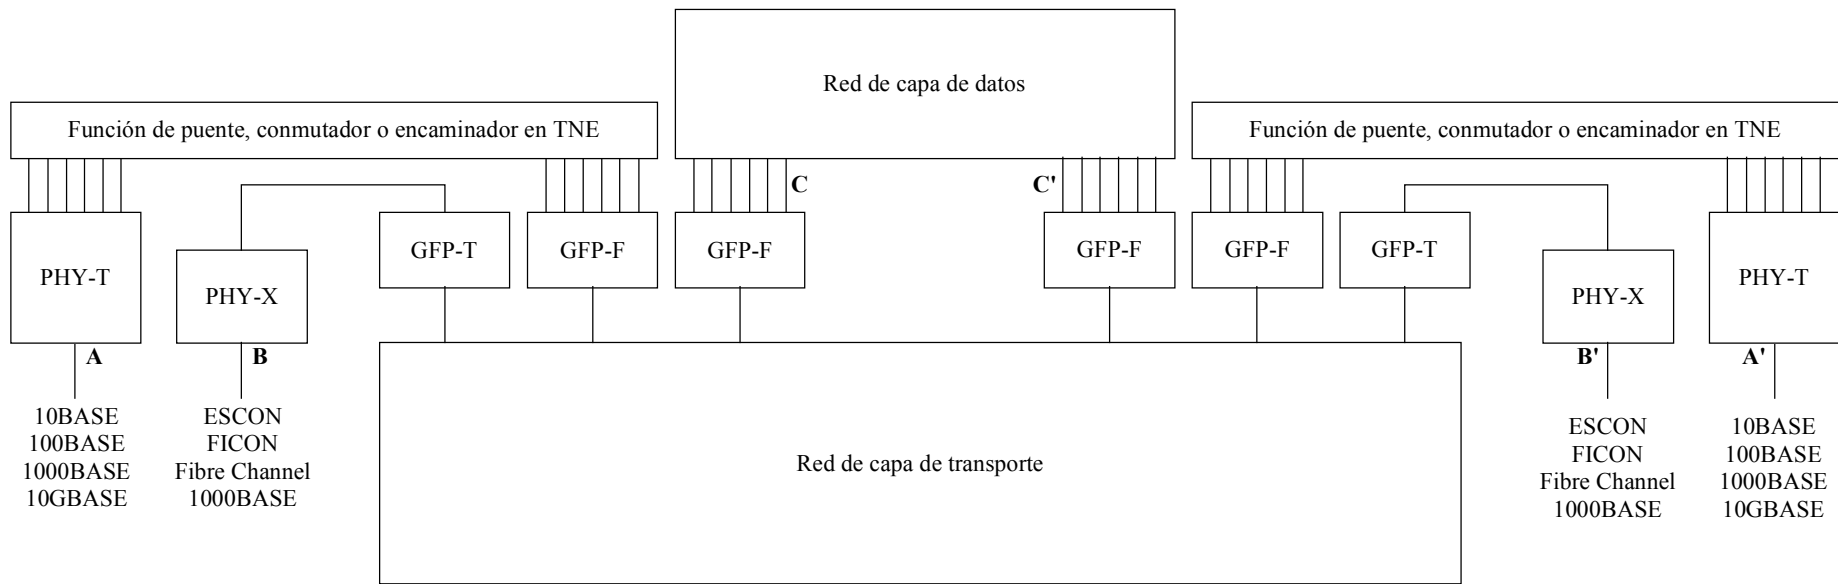 Red de capa de datos
Función de puente, conmutador o encaminador en TNE
Función de puente, conmutador o encaminador en TNE
C
C'
PHY-T
PHY-X
GFP-T
GFP-F
GFP-F
GFP-F
GFP-F
GFP-T
PHY-X
PHY-T
A
B
B'
A'
10BASE
100BASE
1000BASE
10GBASE
ESCON
FICON
Fibre Channel
1000BASE
Red de capa de transporte
ESCON
FICON
Fibre Channel
1000BASE
10BASE
100BASE
1000BASE
10GBASE